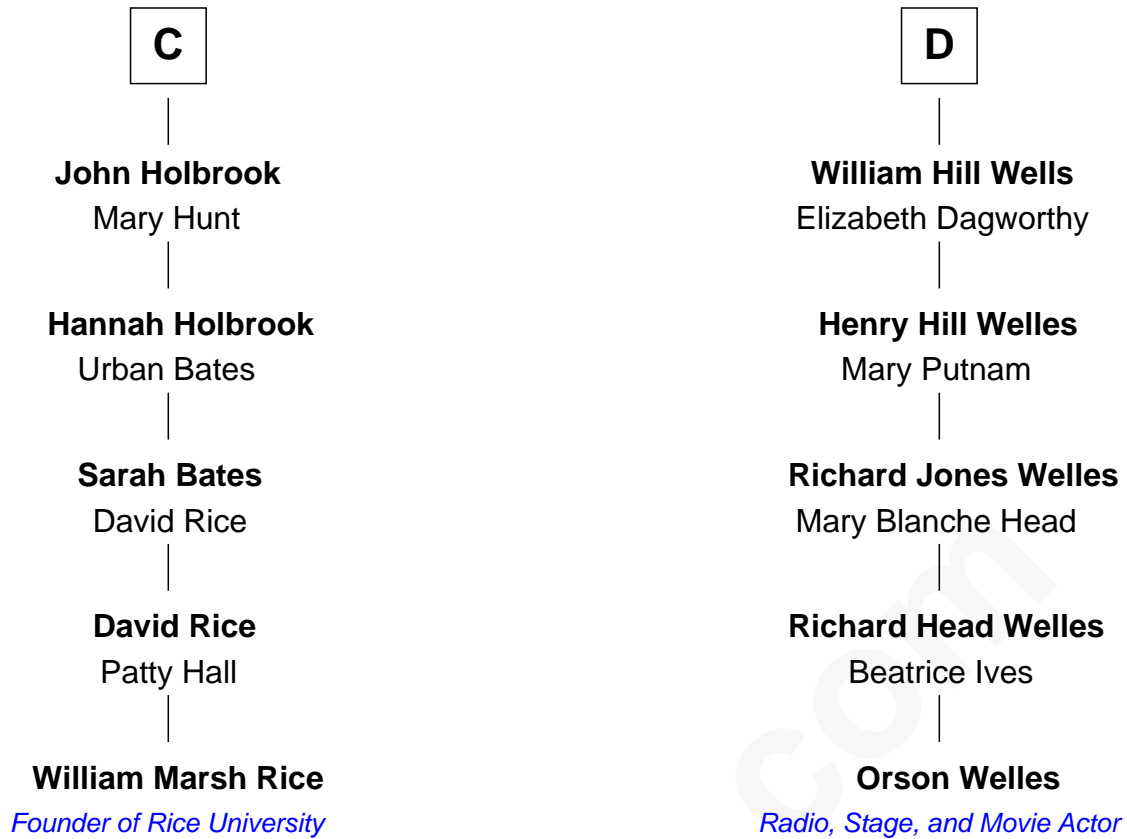 C
John Holbrook
Mary Hunt
Hannah Holbrook
Urban Bates
Sarah Bates
David Rice
David Rice
Patty Hall
William Marsh Rice
Founder of Rice University
D
William Hill Wells
Elizabeth Dagworthy
Henry Hill Welles
Mary Putnam
Richard Jones Welles
Mary Blanche Head
Richard Head Welles
Beatrice Ives
Orson Welles
Radio, Stage, and Movie Actor
com